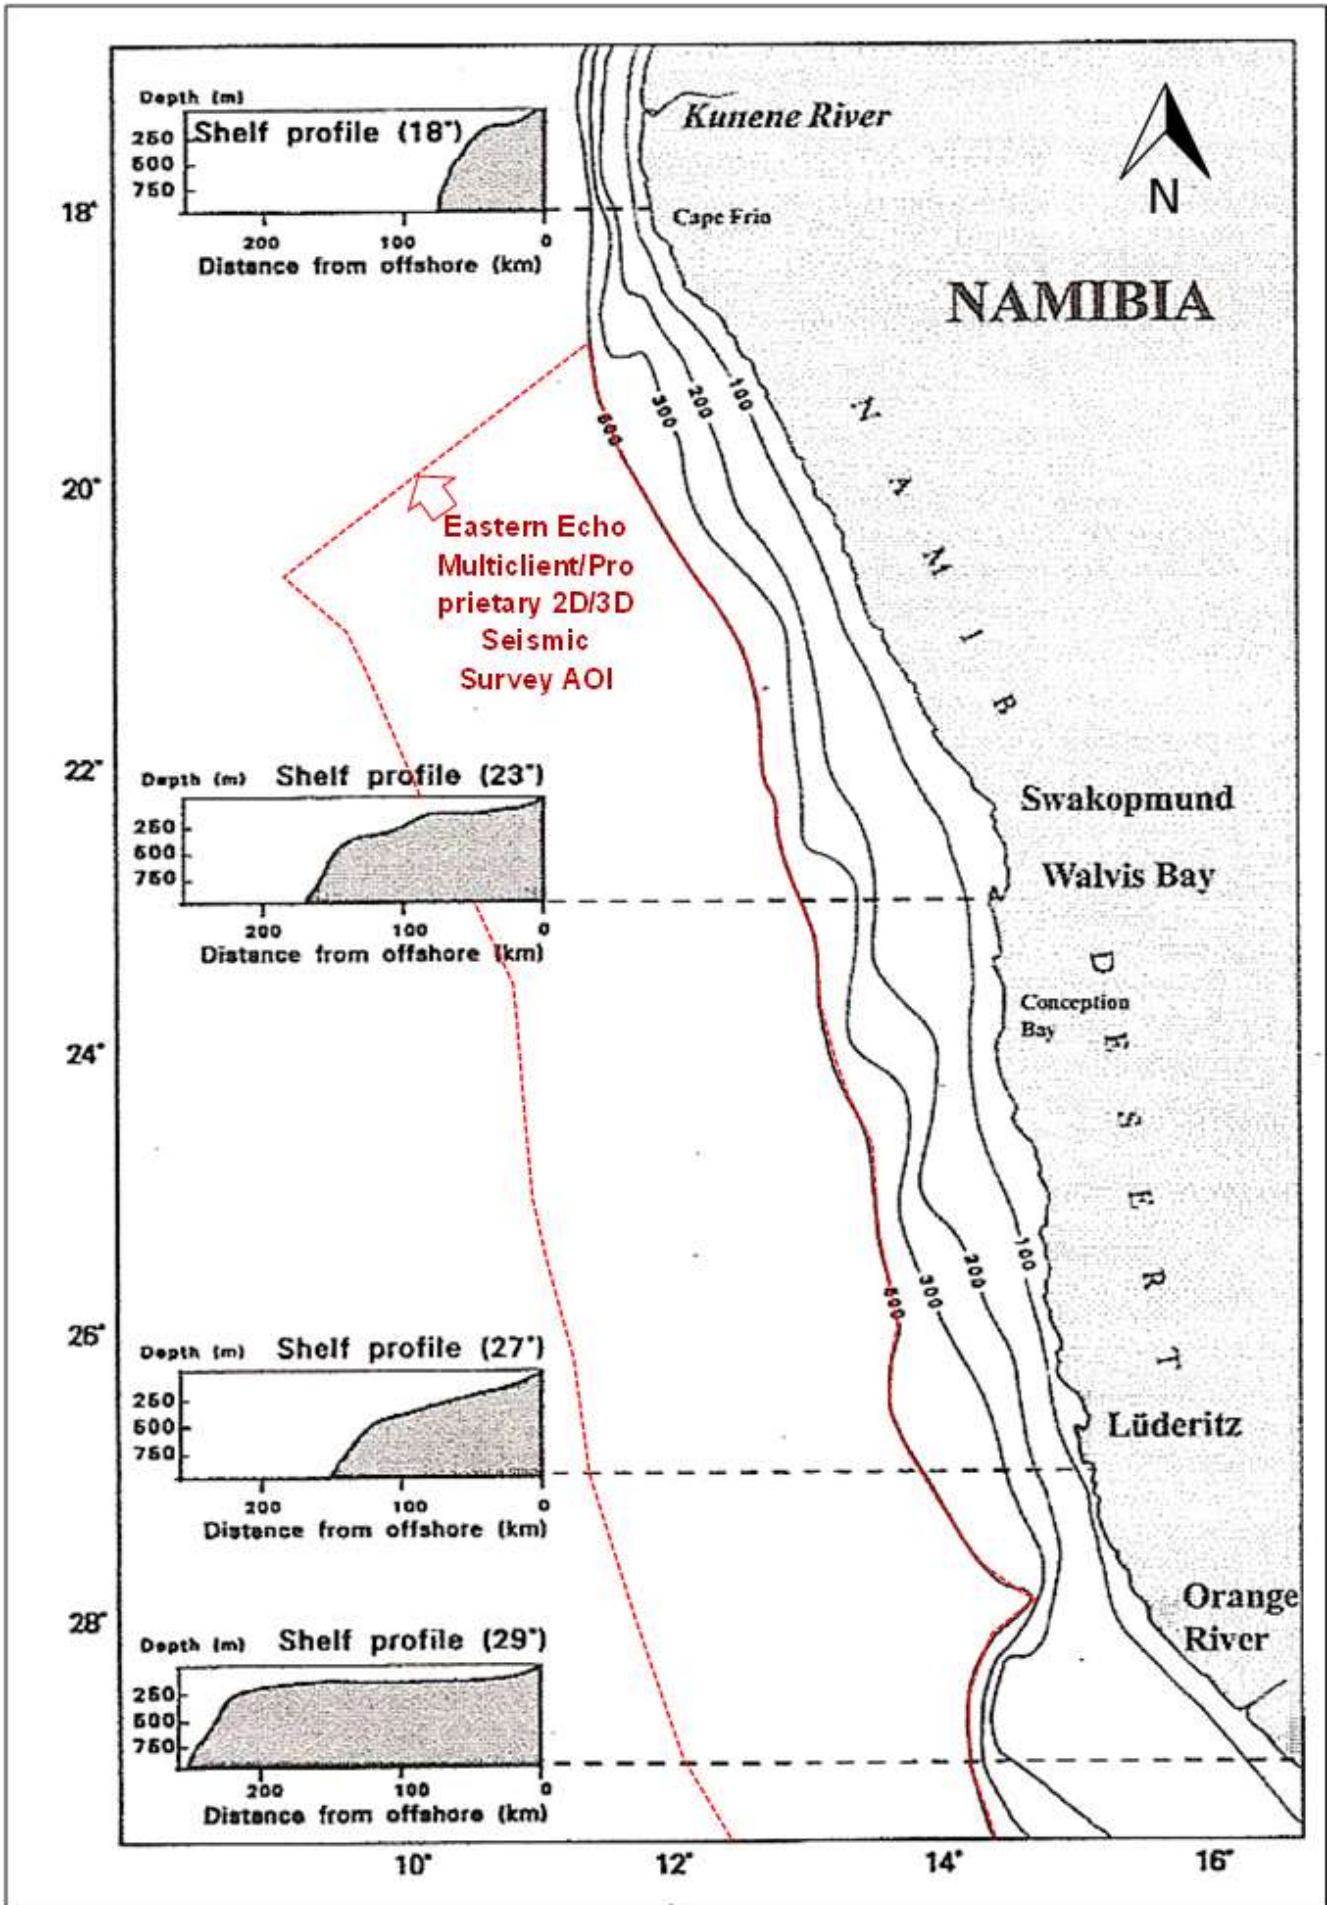 Depth (m)
Shelf profile (18°)
250
500
750
200 100 0
Distance from offshore (km)
Kunene River
N
18°
Cape Frio
NAMIBIA
100
200
300
500
NAMIB
20°
Eastern Echo
Multiclient/Pro
prietary 2D/3D
Seismic
Survey AOI
22°
Depth (m) Shelf profile (23°)
250
500
750
200 100 0
Distance from offshore (km)
Swakopmund
Walvis Bay
DESERT
Conception
Bay
24°
100
200
300
500
26°
Depth (m) Shelf profile (27°)
250
500
750
200 100 0
Distance from offshore (km)
Lüderitz
Orange
River
28°
Depth (m) Shelf profile (29°)
250
500
750
200 100 0
Distance from offshore (km)
10° 12° 14° 16°